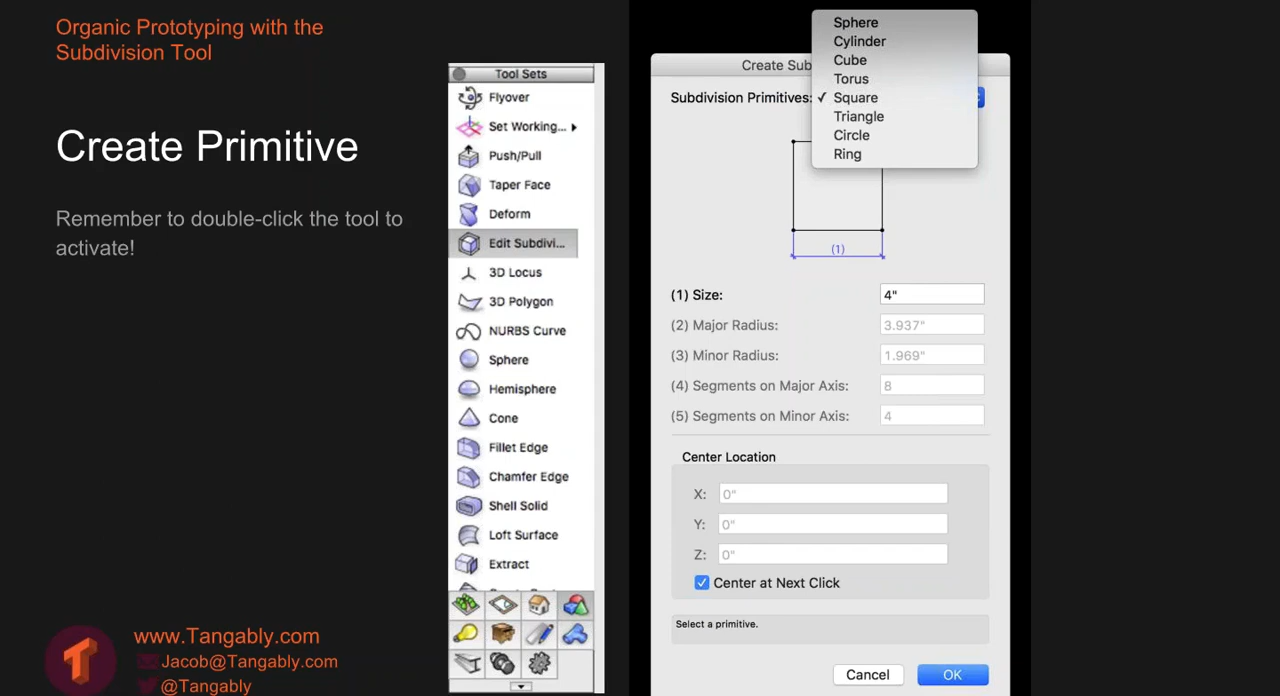 Organic Prototyping with the
Subdivision Tool
Create Primitive
Remember to double-click the tool to
activate!
www.Tangably.com
Jacob@Tangably.com
@Tangably
Tool Sets
Flyover
Set Working...
Push/Pull
Taper Face
Deform
Edit Subdivi...
3D Locus
3D Polygon
NURBS Curve
Sphere
Hemisphere
Cone
Fillet Edge
Chamfer Edge
Shell Solid
Loft Surface
Extract
Create Sub
Subdivision Primitives:
Sphere
Cylinder
Cube
Torus
✓ Square
Triangle
Circle
Ring
(1)
(1) Size: 4"
(2) Major Radius: 3.937"
(3) Minor Radius: 1.969"
(4) Segments on Major Axis: 8
(5) Segments on Minor Axis: 4
Center Location
X: 0"
Y: 0"
Z: 0"
Center at Next Click
Select a primitive.
Cancel OK